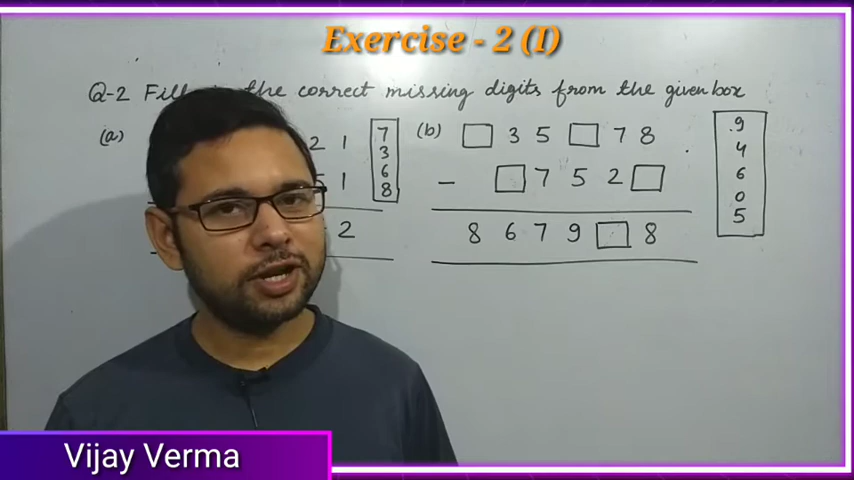 Exercise - 2 (I)
Q-2 Fill the correct missing digits from the given box
(a) 2 1
1
2
7
3
6
8
(b) □ 3 5 □ 7 8
- □ 7 5 2 □
8 6 7 9 □ 8
9
4
6
0
5
Vijay Verma